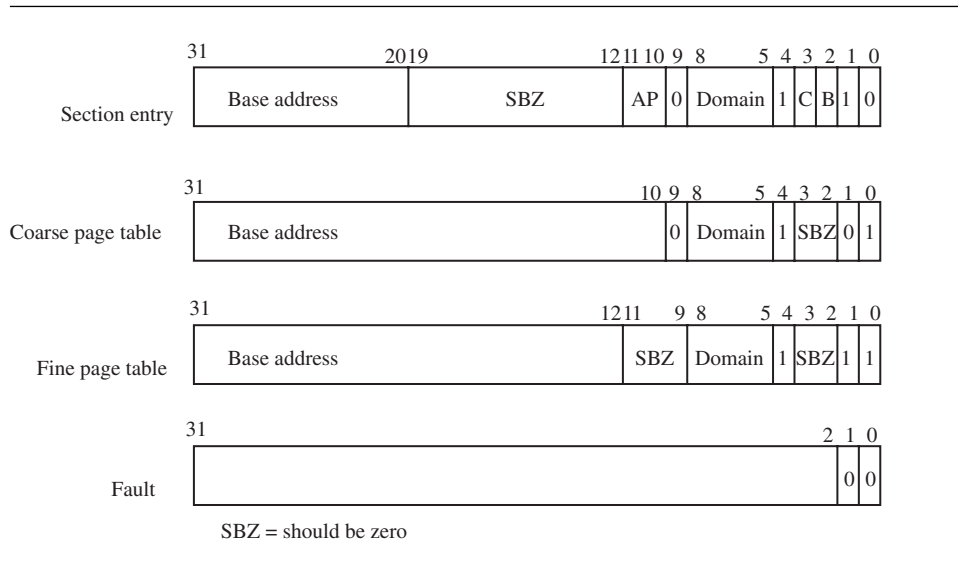 31 2019 1211 10 9 8 5 4 3 2 1 0
Section entry Base address SBZ AP 0 Domain 1 C B 1 0
31 10 9 8 5 4 3 2 1 0
Coarse page table Base address 0 Domain 1 SBZ 0 1
31 1211 9 8 5 4 3 2 1 0
Fine page table Base address SBZ Domain 1 SBZ 1 1
31 2 1 0
Fault 0 0
SBZ = should be zero